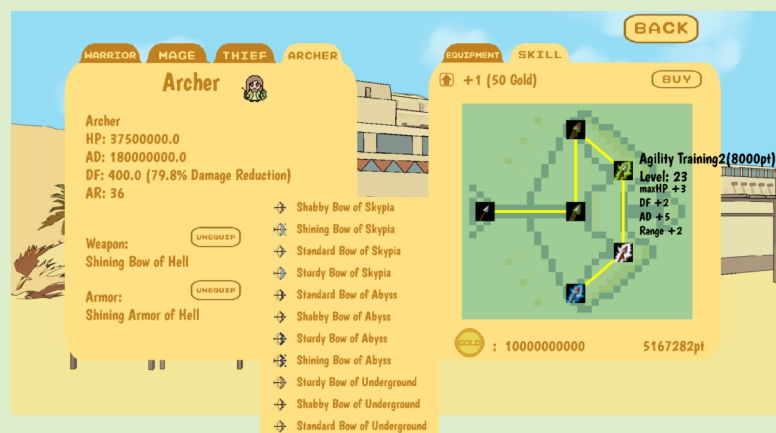 BACK
WARRIOR MAGE THIEF ARCHER
Archer
Archer
HP: 37500000.0
AD: 180000000.0
DF: 400.0 (79.8% Damage Reduction)
AR: 36
Weapon:
UNEQUIP
Shining Bow of Hell
Armor:
UNEQUIP
Shining Armor of Hell
Shabby Bow of Skypia
Shining Bow of Skypia
Standard Bow of Skypia
Sturdy Bow of Skypia
Standard Bow of Abyss
Shabby Bow of Abyss
Sturdy Bow of Abyss
Shining Bow of Abyss
Sturdy Bow of Underground
Shabby Bow of Underground
Standard Bow of Underground
EQUIPMENT SKILL
+1 (50 Gold)
BUY
Agility Training2(8000pt)
Level: 23
maxHP +3
DF +2
AD +5
Range +2
GOLD : 10000000000
5167282pt